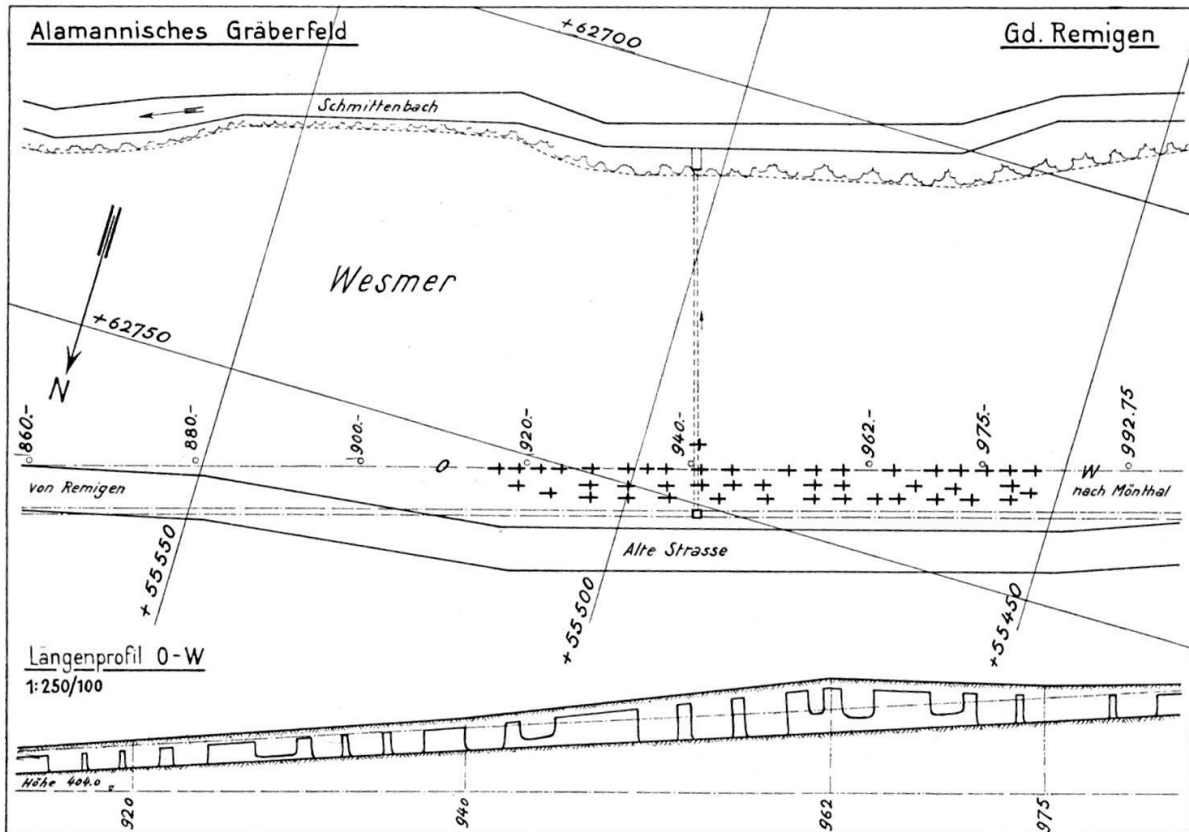 Alamannisches Gräberfeld
Gd. Remigen
+62700
Schmittenbach
Wesmer
+62750
N
860.-
880.-
900.-
920.-
940.-
962.-
975.-
992.75
O
W
von Remigen
nach Mönthal
Alte Strasse
+55550
+55500
+55450
Längenprofil O-W
1:250/100
Höhe 404.0
920
940
962
975